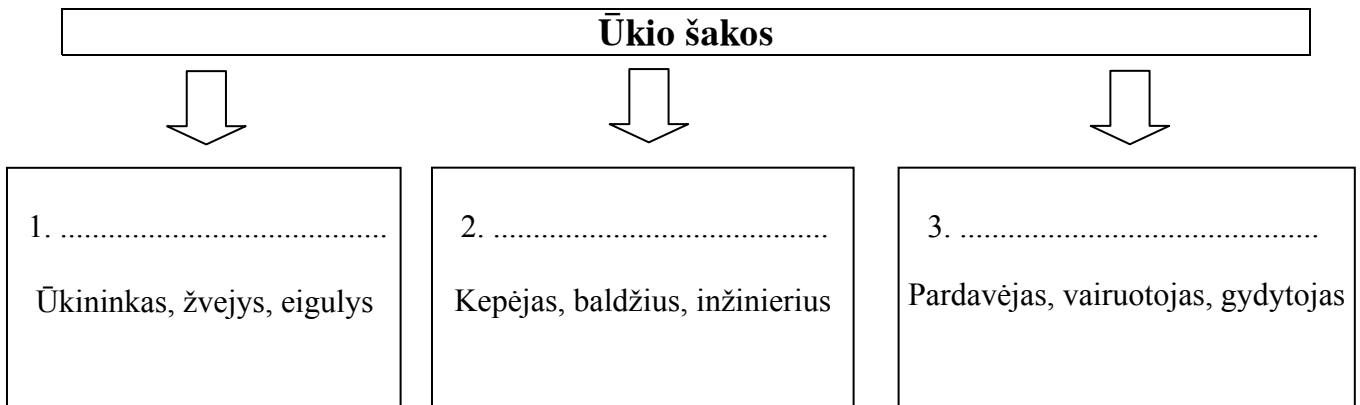 Ūkio šakos
1. .........................................
2. ..........................................
3. .............................................
Ūkininkas, žvejys, eigulys
Kepėjas, baldžius, inžinierius
Pardavėjas, vairuotojas, gydytojas